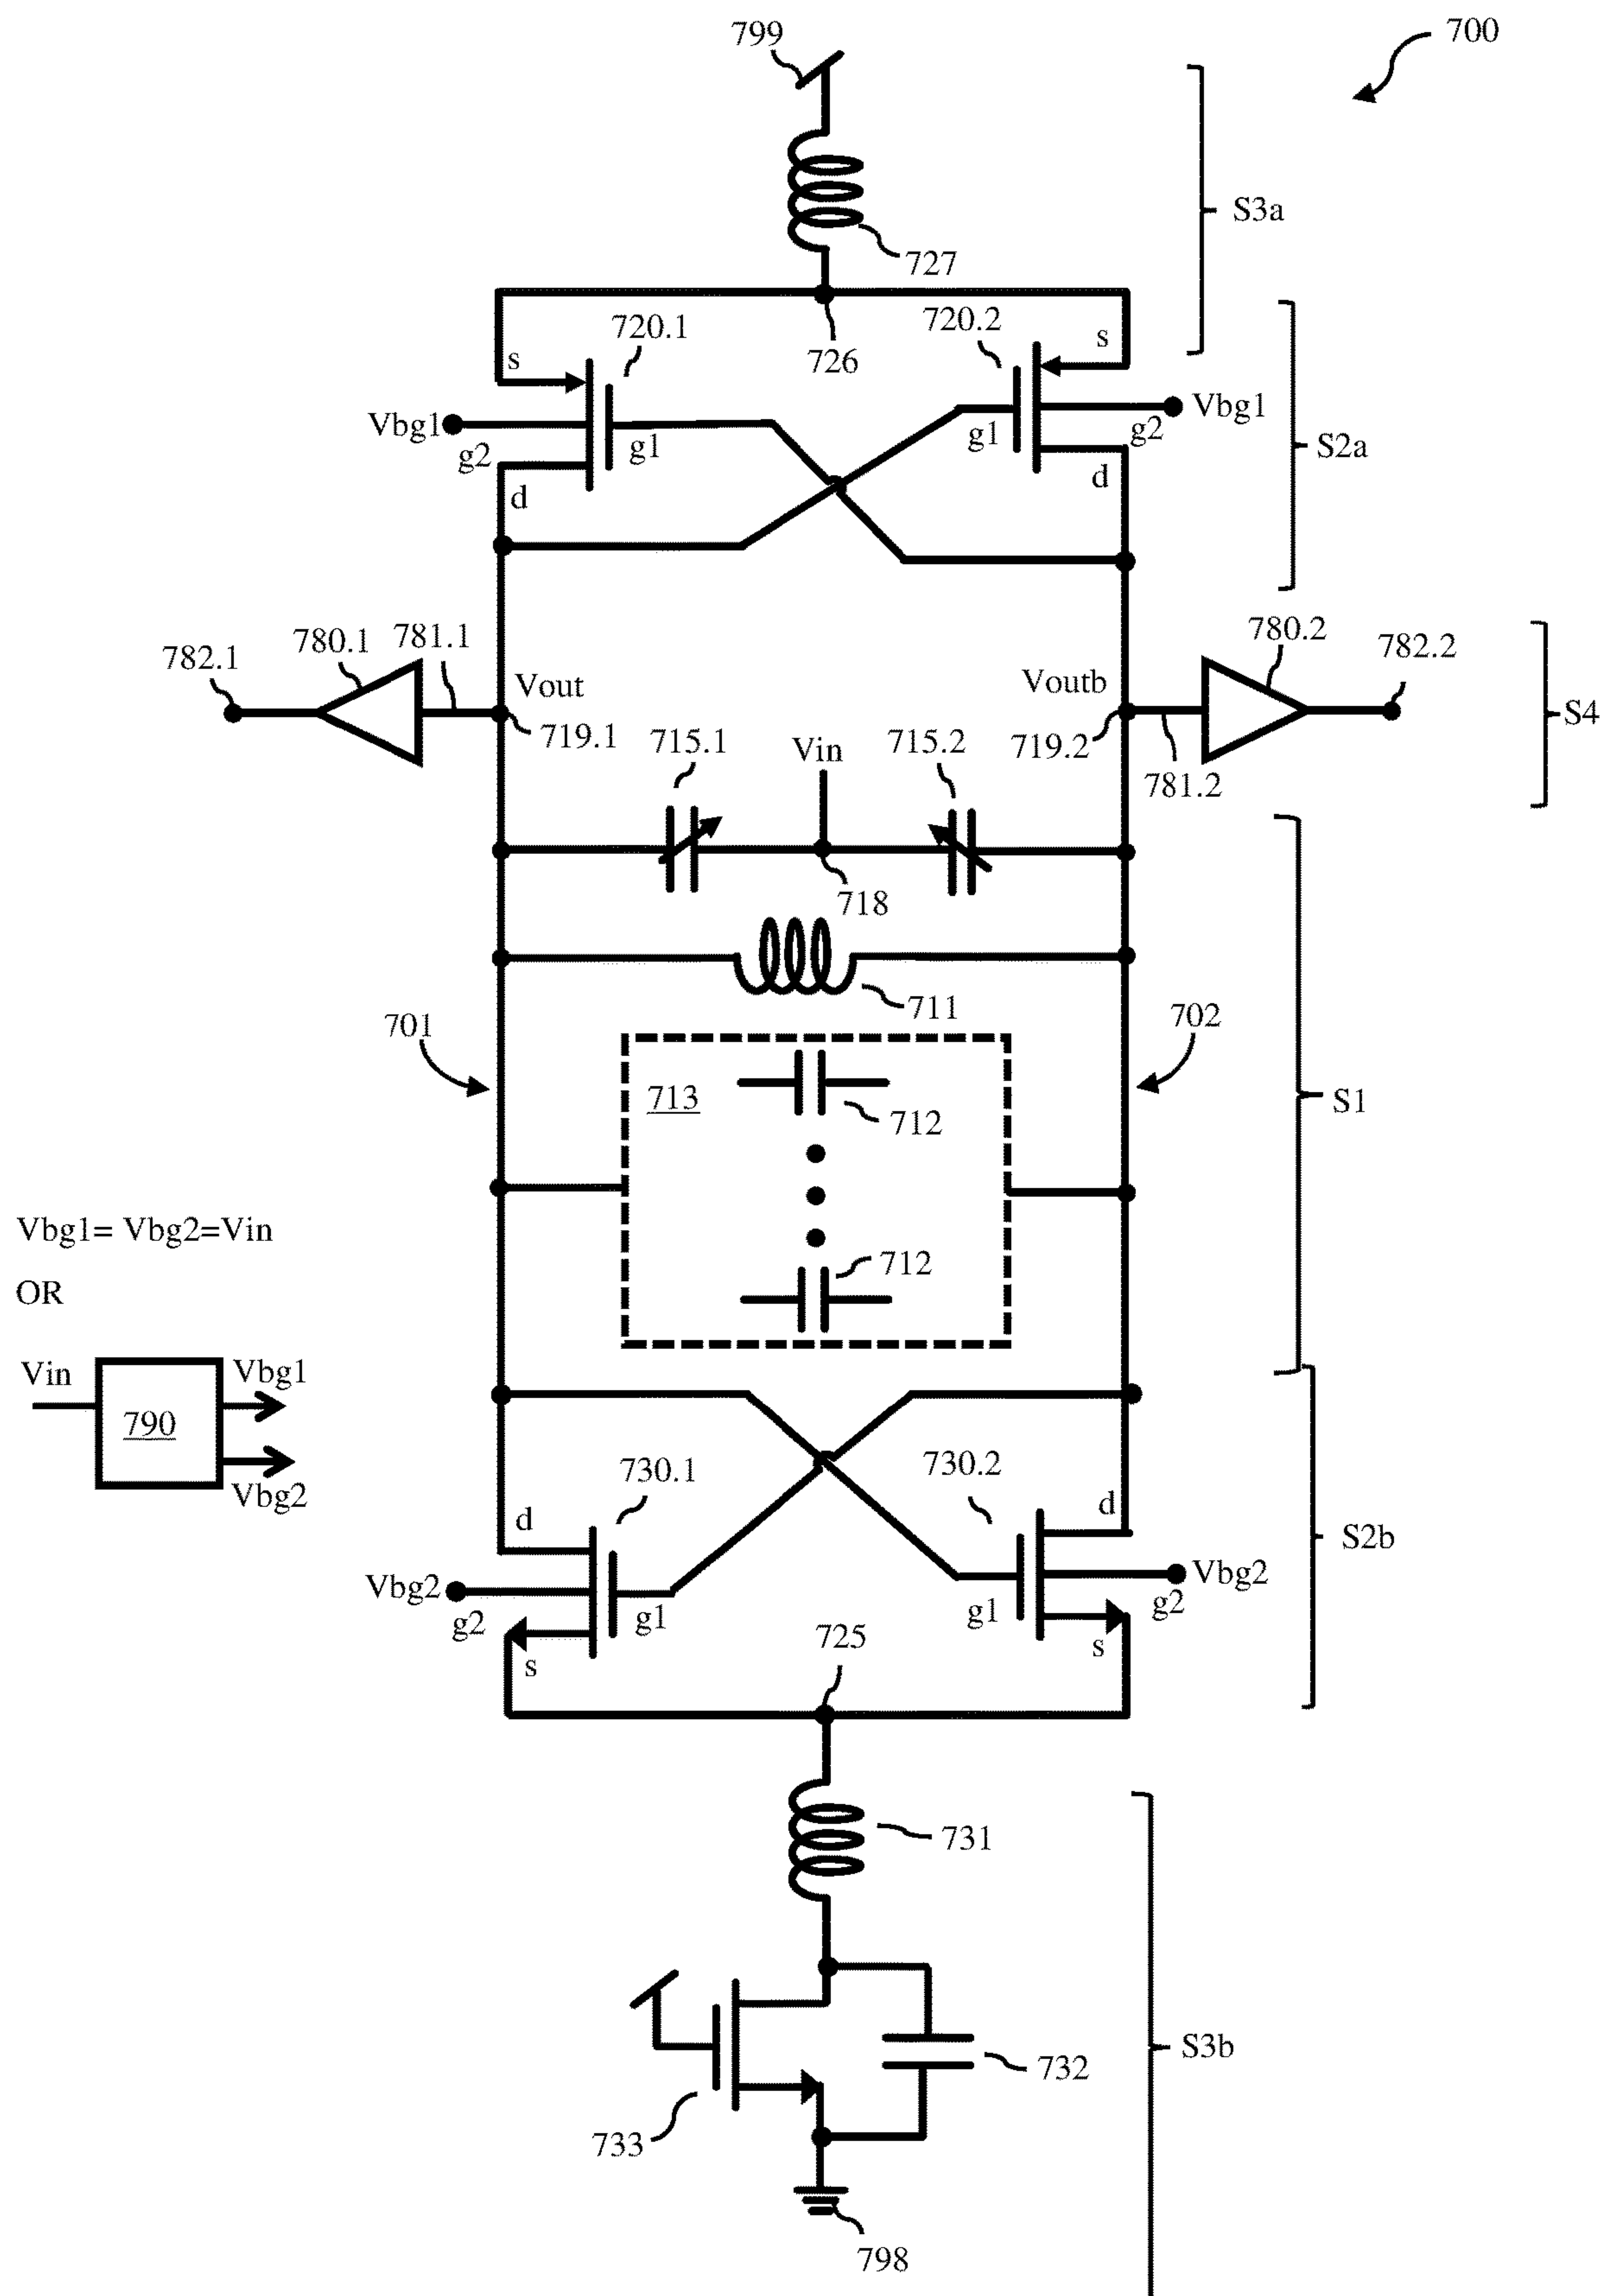 799
700
S3a
727
726
720.1
720.2
s
s
Vbg1
g2
g1
g1
g2
Vbg1
d
d
S2a
782.1
780.1
781.1
Vout
719.1
Voutb
719.2
780.2
782.2
781.2
S4
715.1
Vin
715.2
718
711
701
702
713
712
712
S1
Vbg1= Vbg2=Vin
OR
Vin
790
Vbg1
Vbg2
730.1
730.2
d
d
Vbg2
g2
g1
g1
g2
Vbg2
s
s
S2b
725
731
732
733
S3b
798